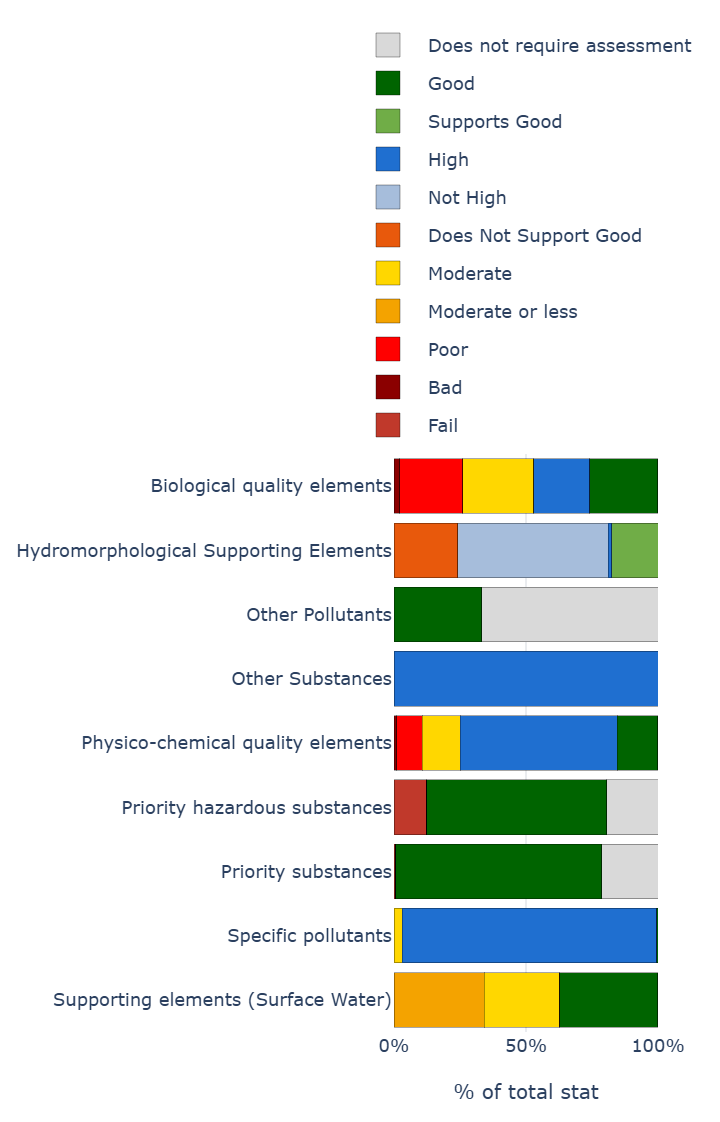 Does not require assessment
Good
Supports Good
High
Not High
Does Not Support Good
Moderate
Moderate or less
Poor
Bad
Fail
Biological quality elements
Hydromorphological Supporting Elements
Other Pollutants
Other Substances
Physico-chemical quality elements
Priority hazardous substances
Priority substances
Specific pollutants
Supporting elements (Surface Water)
0% 50% 100%
% of total stat